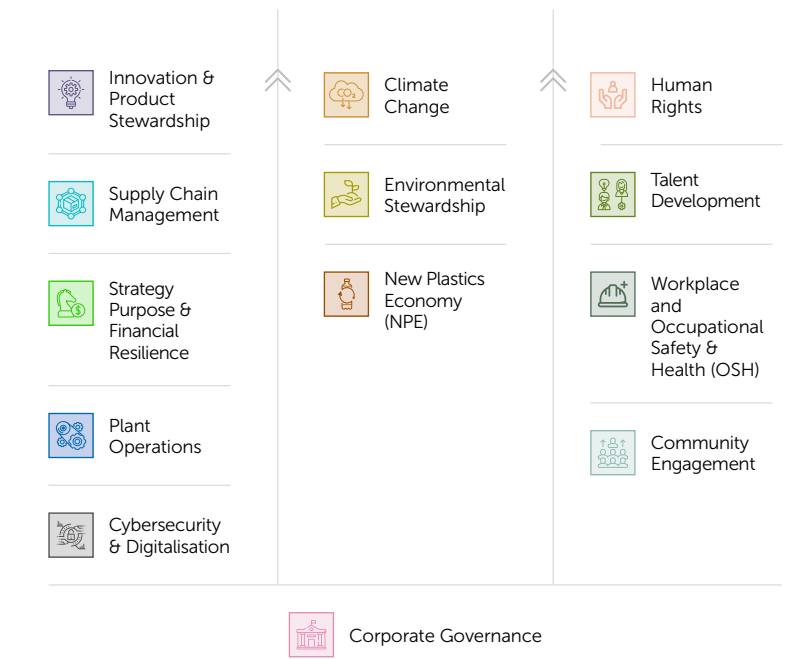 Innovation &
Product
Stewardship
Supply Chain
Management
Strategy
Purpose &
Financial
Resilience
Plant
Operations
Cybersecurity
& Digitalisation
CO2
Climate
Change
Environmental
Stewardship
New Plastics
Economy
(NPE)
Human
Rights
Talent
Development
Workplace
and
Occupational
Safety &
Health (OSH)
Community
Engagement
Corporate Governance